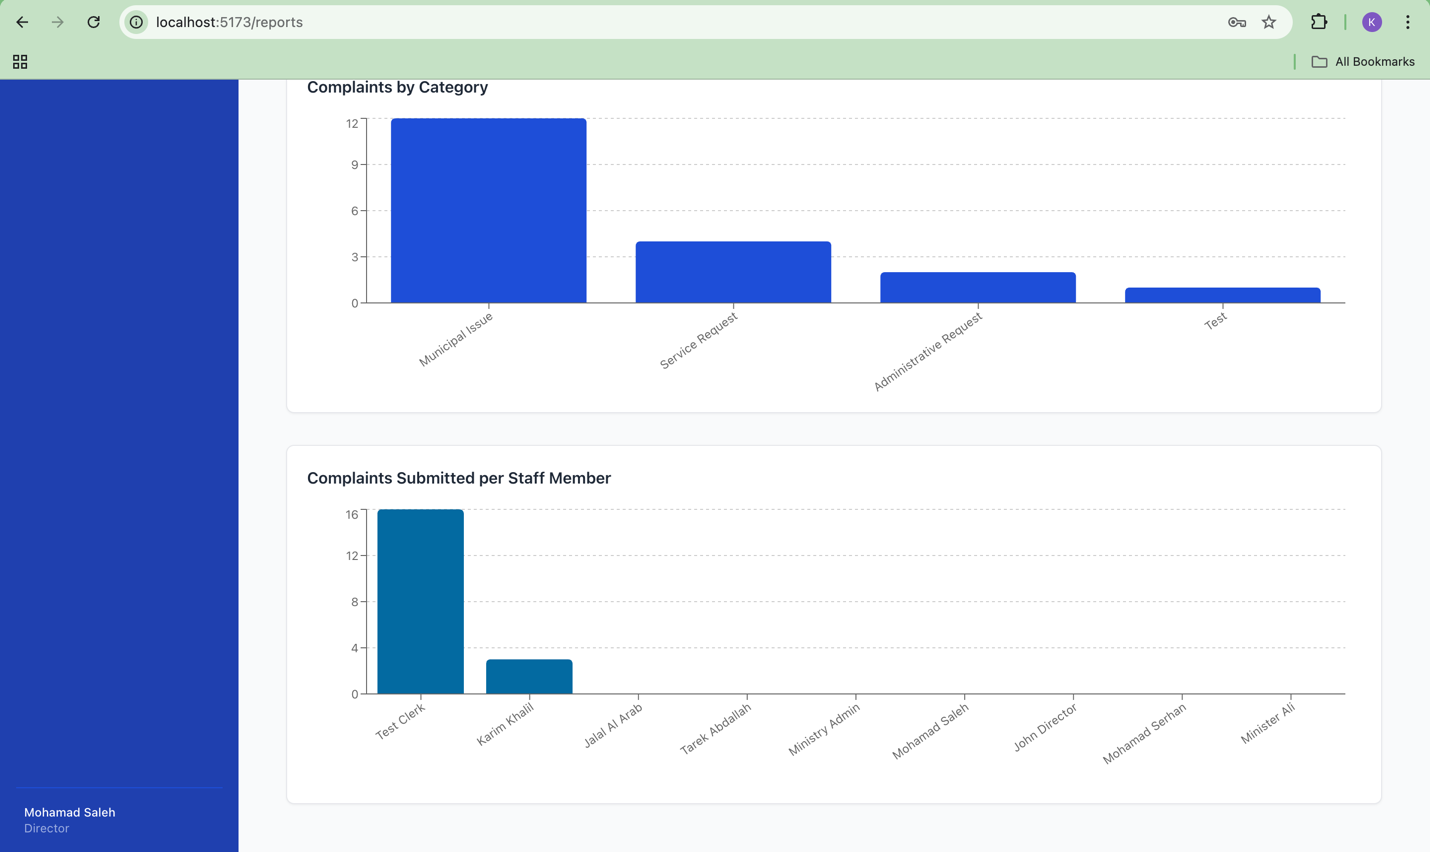 localhost:5173/reports
K
All Bookmarks
Complaints by Category
12
9
6
3
0
Municipal Issue
Service Request
Administrative Request
Test
Complaints Submitted per Staff Member
16
12
8
4
0
Test Clerk
Karim Khalil
Jalal Al Arab
Tarek Abdallah
Ministry Admin
Mohamad Saleh
John Director
Mohamad Serhan
Minister Ali
Mohamad Saleh
Director